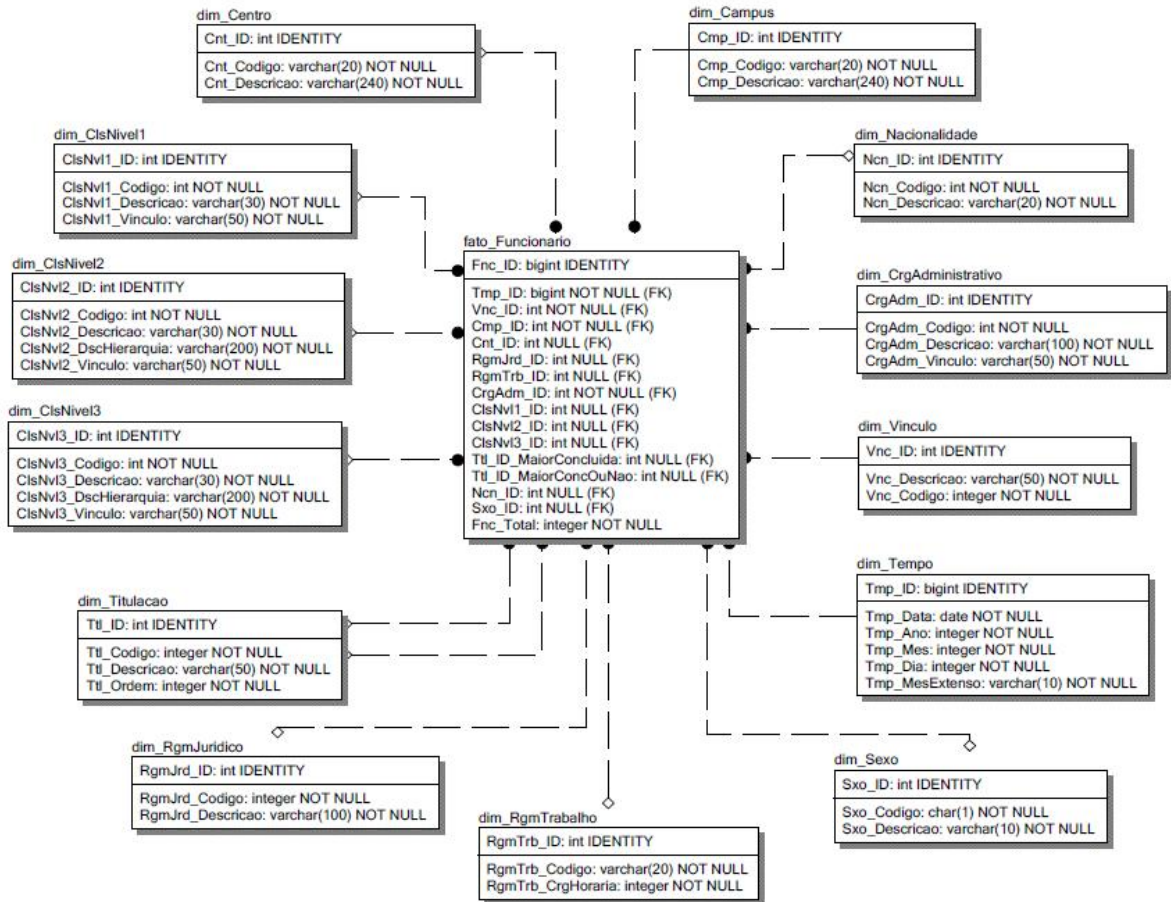 dim_Centro
Cnt_ID: int IDENTITY
Cnt_Codigo: varchar(20) NOT NULL
Cnt_Descricao: varchar(240) NOT NULL
dim_Campus
Cmp_ID: int IDENTITY
Cmp_Codigo: varchar(20) NOT NULL
Cmp_Descricao: varchar(240) NOT NULL
dim_ClsNivel1
ClsNvl1_ID: int IDENTITY
ClsNvl1_Codigo: int NOT NULL
ClsNvl1_Descricao: varchar(30) NOT NULL
ClsNvl1_Vinculo: varchar(50) NOT NULL
dim_Nacionalidade
Ncn_ID: int IDENTITY
Ncn_Codigo: int NOT NULL
Ncn_Descricao: varchar(20) NOT NULL
dim_ClsNivel2
ClsNvl2_ID: int IDENTITY
ClsNvl2_Codigo: int NOT NULL
ClsNvl2_Descricao: varchar(30) NOT NULL
ClsNvl2_DscHierarquia: varchar(200) NOT NULL
ClsNvl2_Vinculo: varchar(50) NOT NULL
fato_Funcionario
Fnc_ID: bigint IDENTITY
Tmp_ID: bigint NOT NULL (FK)
Vnc_ID: int NOT NULL (FK)
Cmp_ID: int NOT NULL (FK)
Cnt_ID: int NULL (FK)
RgmJrd_ID: int NULL (FK)
RgmTrb_ID: int NULL (FK)
CrgAdm_ID: int NOT NULL (FK)
ClsNvl1_ID: int NULL (FK)
ClsNvl2_ID: int NULL (FK)
ClsNvl3_ID: int NULL (FK)
Ttl_ID_MaiorConcluida: int NULL (FK)
Ttl_ID_MaiorConcOuNao: int NULL (FK)
Ncn_ID: int NULL (FK)
Sxo_ID: int NULL (FK)
Fnc_Total: integer NOT NULL
dim_CrgAdministrativo
CrgAdm_ID: int IDENTITY
CrgAdm_Codigo: int NOT NULL
CrgAdm_Descricao: varchar(100) NOT NULL
CrgAdm_Vinculo: varchar(50) NOT NULL
dim_ClsNivel3
ClsNvl3_ID: int IDENTITY
ClsNvl3_Codigo: int NOT NULL
ClsNvl3_Descricao: varchar(30) NOT NULL
ClsNvl3_DscHierarquia: varchar(200) NOT NULL
ClsNvl3_Vinculo: varchar(50) NOT NULL
dim_Vinculo
Vnc_ID: int IDENTITY
Vnc_Descricao: varchar(50) NOT NULL
Vnc_Codigo: integer NOT NULL
dim_Titulacao
Ttl_ID: int IDENTITY
Ttl_Codigo: integer NOT NULL
Ttl_Descricao: varchar(50) NOT NULL
Ttl_Ordem: integer NOT NULL
dim_Tempo
Tmp_ID: bigint IDENTITY
Tmp_Data: date NOT NULL
Tmp_Ano: integer NOT NULL
Tmp_Mes: integer NOT NULL
Tmp_Dia: integer NOT NULL
Tmp_MesExtenso: varchar(10) NOT NULL
dim_RgmJuridico
RgmJrd_ID: int IDENTITY
RgmJrd_Codigo: integer NOT NULL
RgmJrd_Descricao: varchar(100) NOT NULL
dim_RgmTrabalho
RgmTrb_ID: int IDENTITY
RgmTrb_Codigo: varchar(20) NOT NULL
RgmTrb_CrgHoraria: integer NOT NULL
dim_Sexo
Sxo_ID: int IDENTITY
Sxo_Codigo: char(1) NOT NULL
Sxo_Descricao: varchar(10) NOT NULL